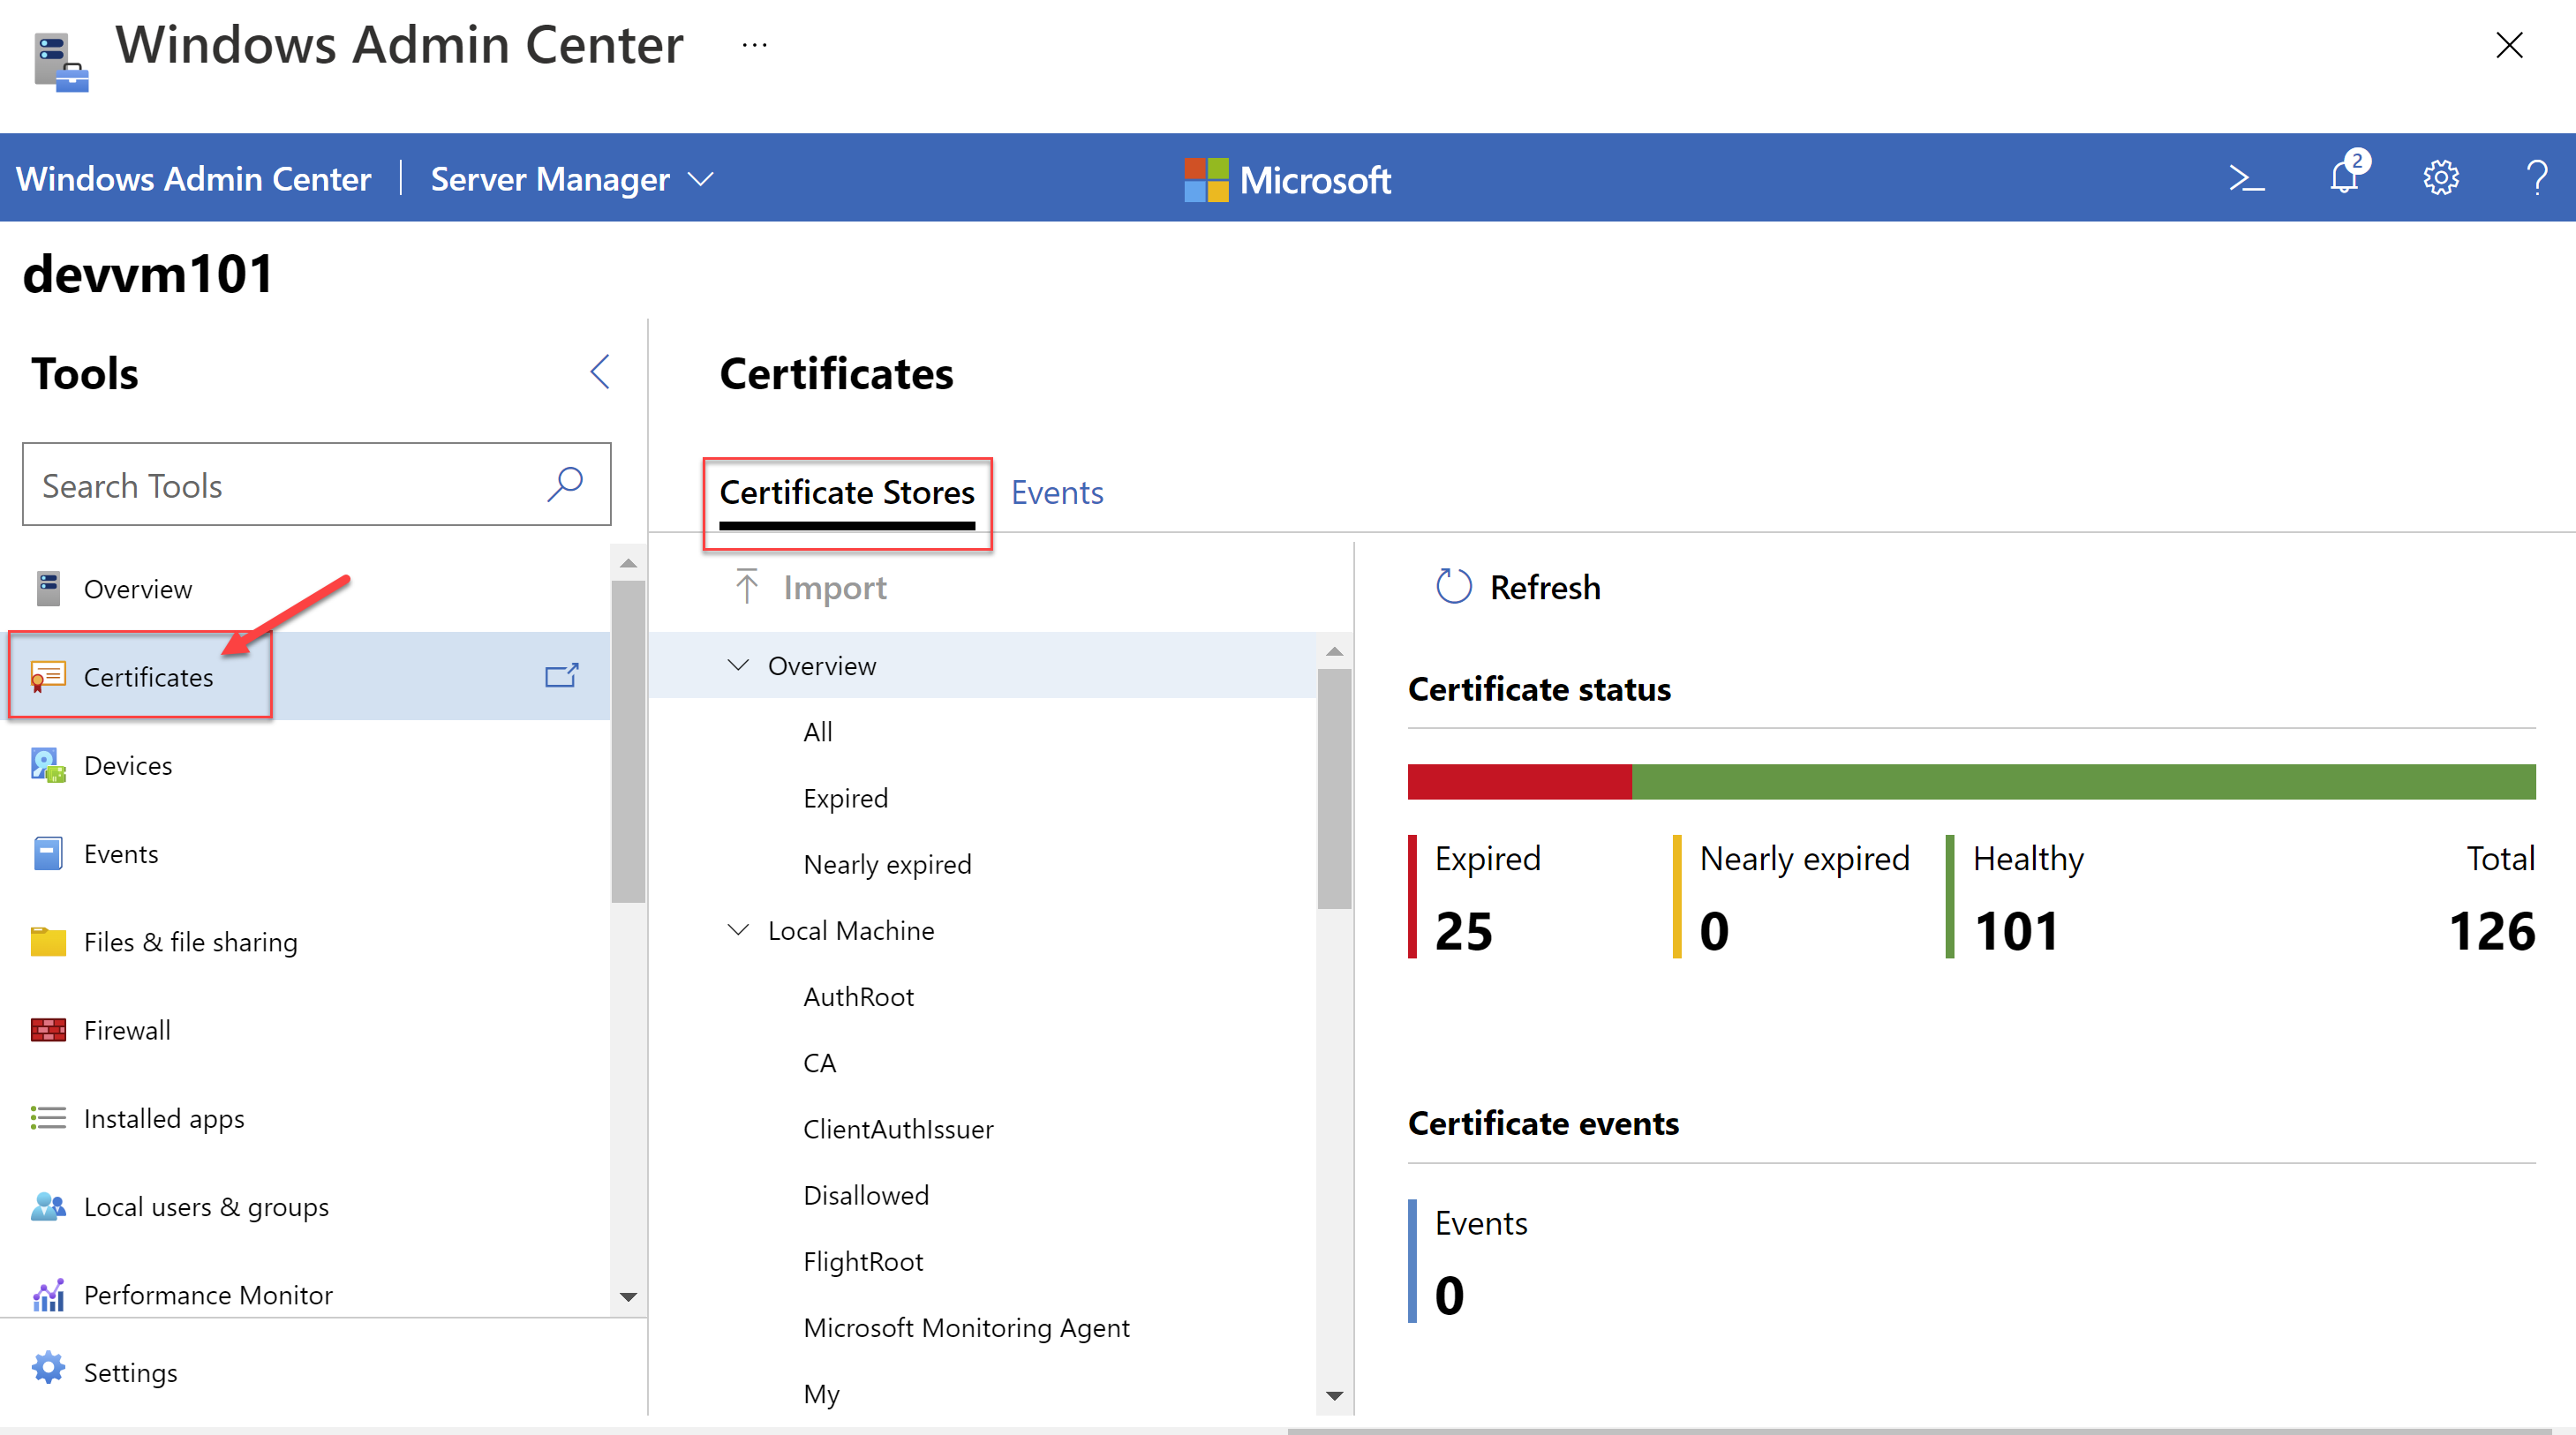 Windows Admin Center ...
Windows Admin Center | Server Manager
Microsoft
2
?
devvm101
Tools
Search Tools
Overview
Certificates
Devices
Events
Files & file sharing
Firewall
Installed apps
Local users & groups
Performance Monitor
Settings
Certificates
Certificate Stores
Events
Import
Overview
All
Expired
Nearly expired
Local Machine
AuthRoot
CA
ClientAuthIssuer
Disallowed
FlightRoot
Microsoft Monitoring Agent
My
Refresh
Certificate status
Expired
25
Nearly expired
0
Healthy
101
Total
126
Certificate events
Events
0